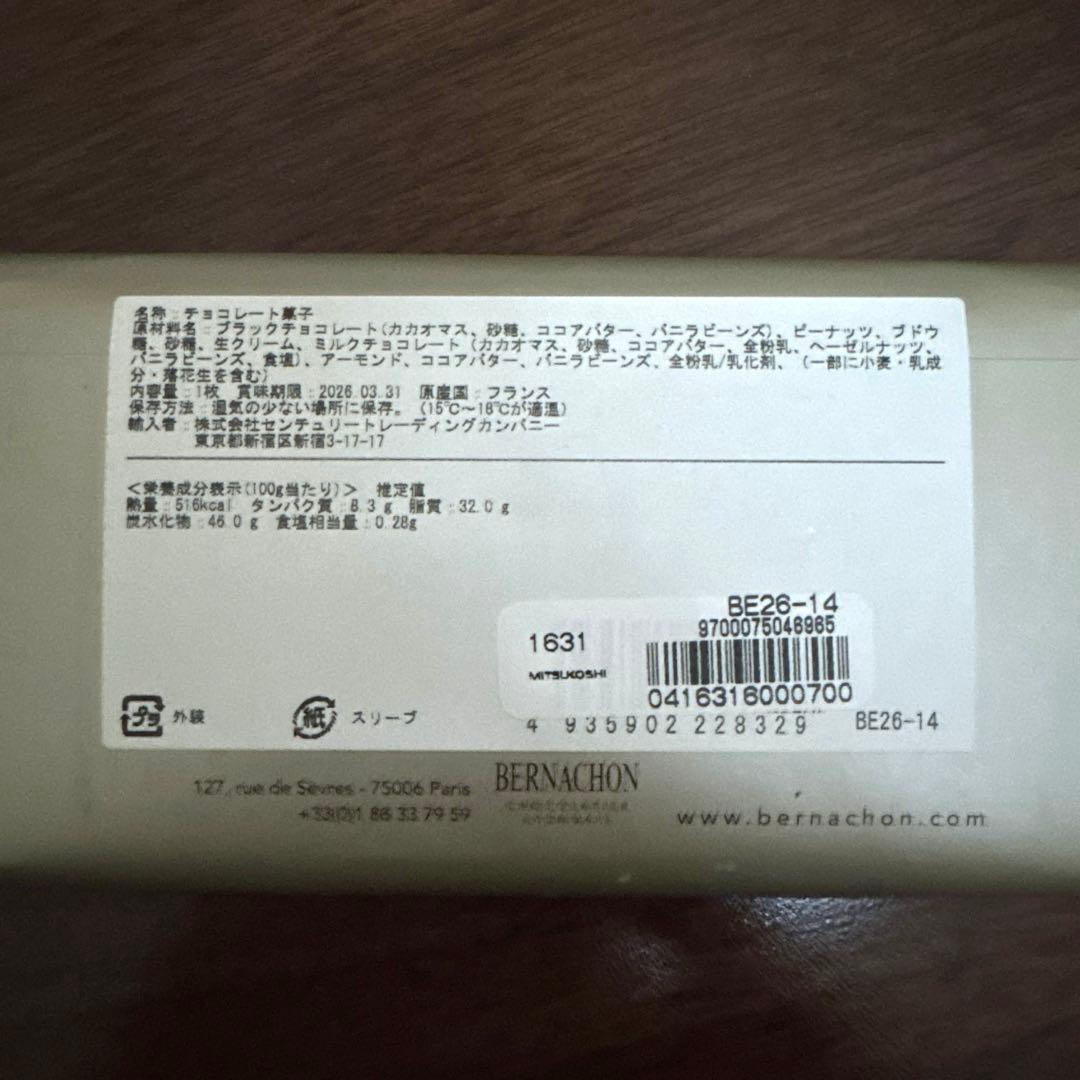 名称：チョコレート菓子
原材料名：ブラックチョコレート(カカオマス、砂糖、ココアバター、バニラビーンズ)、ピーナッツ、ブドウ
糖、砂糖、生クリーム、ミルクチョコレート（カカオマス、砂糖、ココアバター、全粉乳、ヘーゼルナッツ、
バニラビーンズ、食塩)、アーモンド、ココアバター、バニラビーンズ、全粉乳/乳化剤、（一部に小麦・乳成
分・落花生を含む)
内容量：1枚　賞味期限：2026.03.31　原産国：フランス
保存方法：湿気の少ない場所に保存。（15℃〜18℃が適温）
輸入者：株式会社センチュリートレーディングカンパニー
東京都新宿区新宿3-17-17
＜栄養成分表示(100g当たり)＞　推定値
熱量：516kcal　タンパク質：8.3g　脂質：32.0g
炭水化物：46.0g　食塩相当量：0.28g
BE26-14
9700075046965
1631
MITSUKOSHI
0416316000700
プラ 外装
紙 スリーブ
4 935902 228329
BE26-14
127, rue de Sèvres - 75006 Paris
+33(0)1 86 33 79 59
BERNACHON
www.bernachon.com